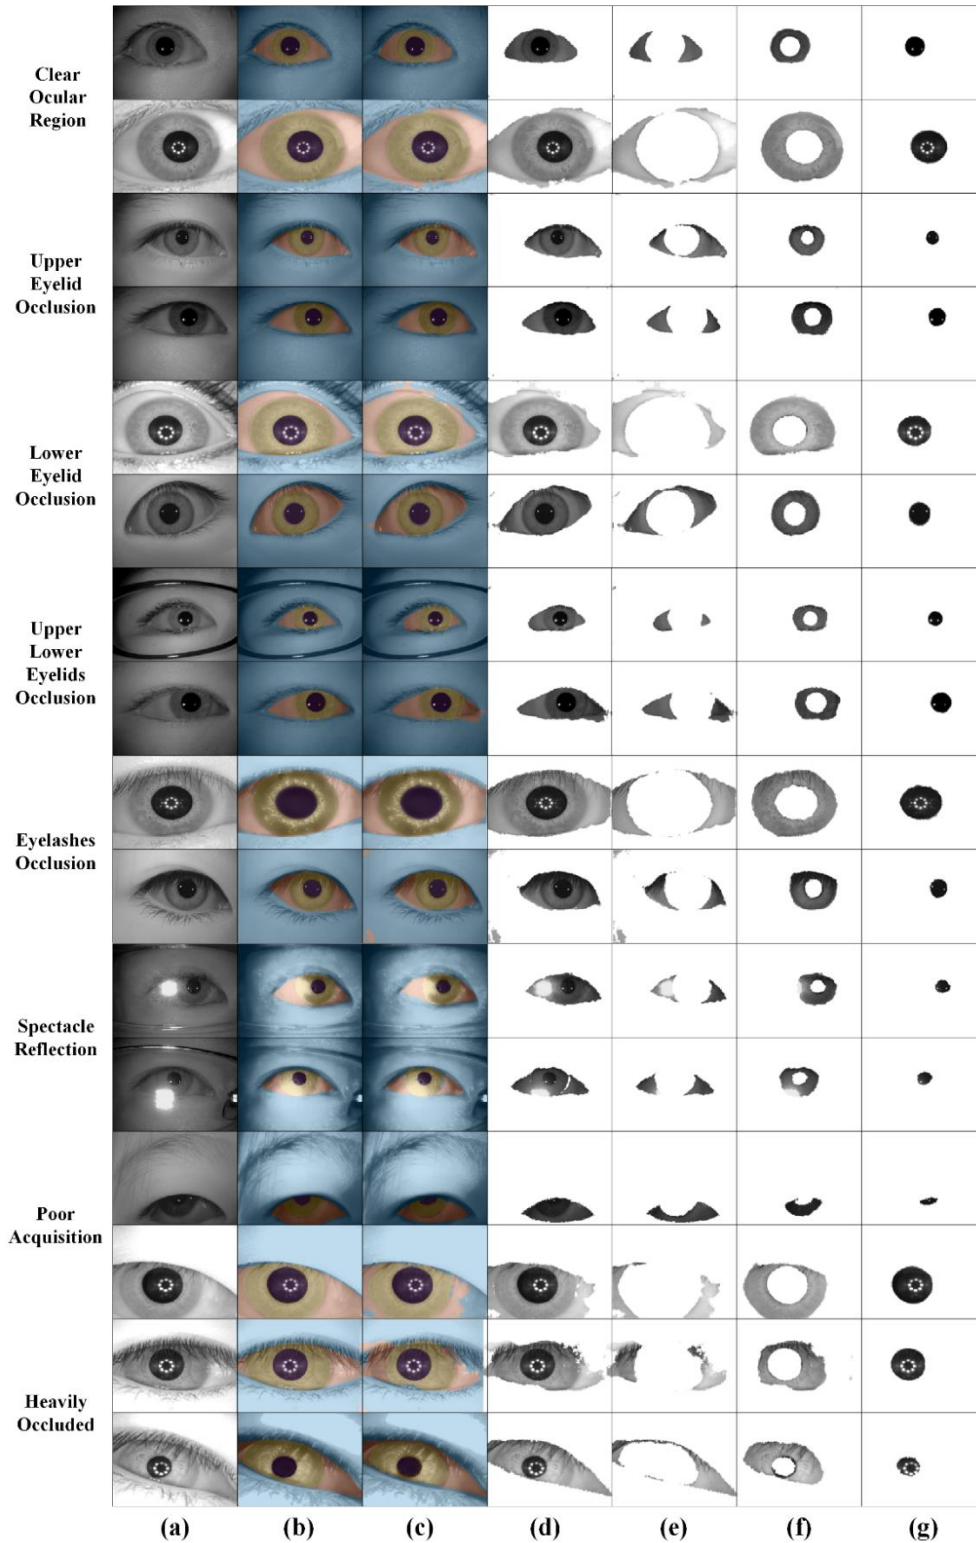 Clear
Ocular
Region
Upper
Eyelid
Occlusion
Lower
Eyelid
Occlusion
Upper
Lower
Eyelids
Occlusion
Eyelashes
Occlusion
Spectacle
Reflection
Poor
Acquisition
Heavily
Occluded
(a) (b) (c) (d) (e) (f) (g)